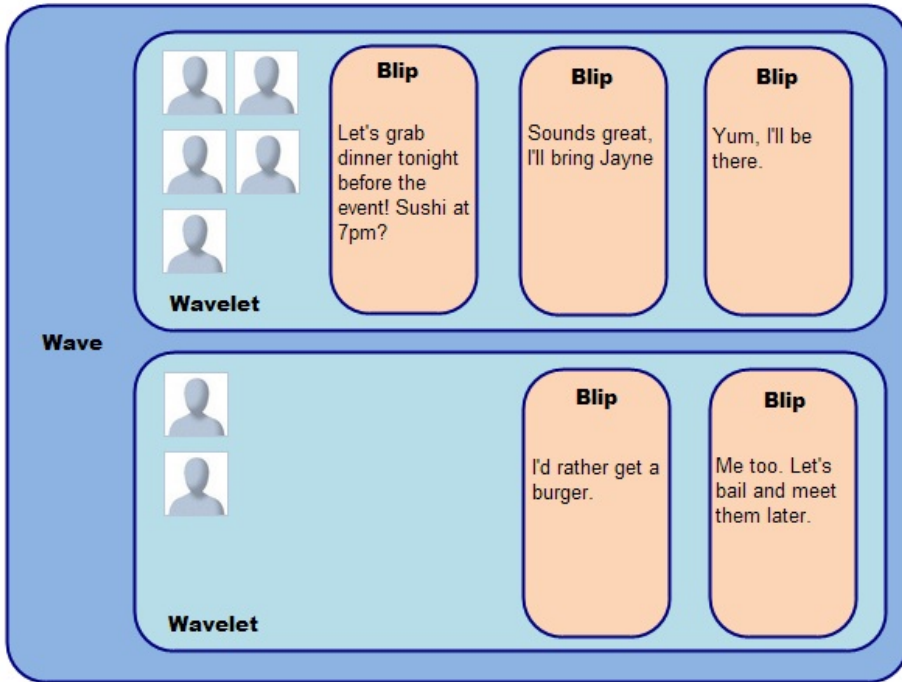 Blip
Let's grab
dinner tonight
before the
event! Sushi at
7pm?
Blip
Sounds great,
I'll bring Jayne
Blip
Yum, I'll be
there.
Wavelet
Wave
Blip
I'd rather get a
burger.
Blip
Me too. Let's
bail and meet
them later.
Wavelet